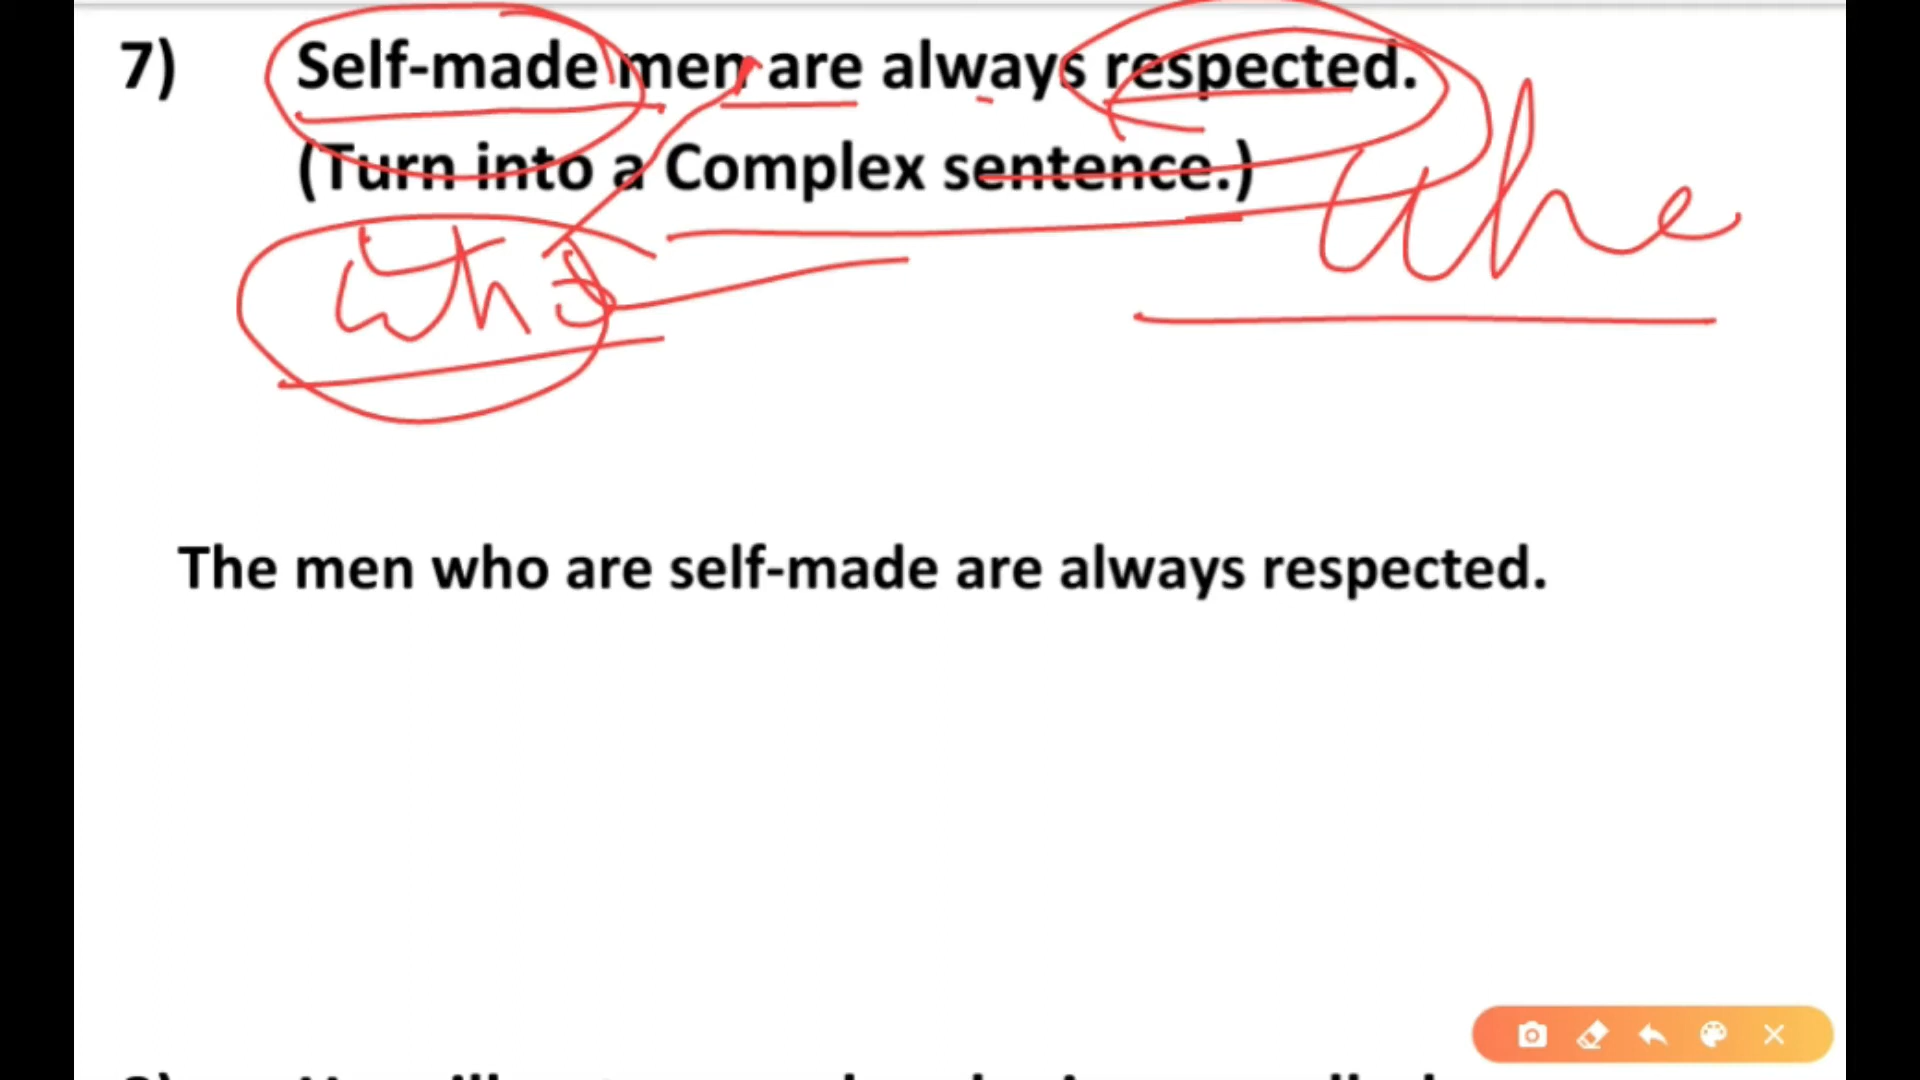 7) Self-made men are always respected.
(Turn into a Complex sentence.)
who
The men who are self-made are always respected.